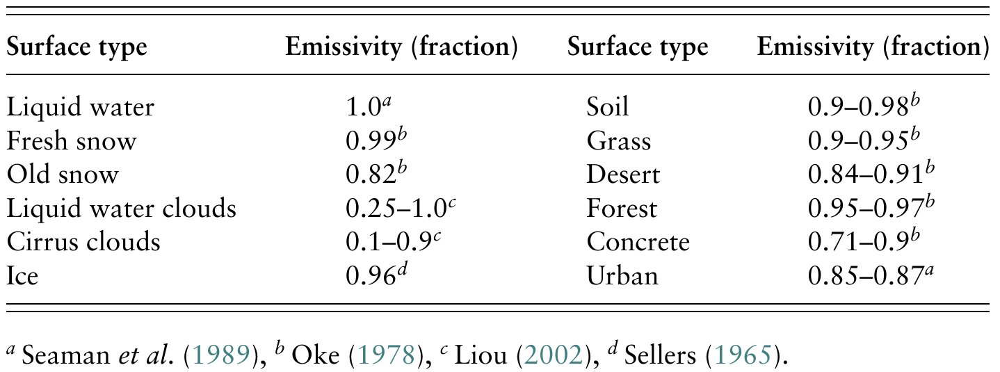 Surface type Emissivity (fraction) Surface type Emissivity (fraction)
Liquid water 1.0a Soil 0.9–0.98b
Fresh snow 0.99b Grass 0.9–0.95b
Old snow 0.82b Desert 0.84–0.91b
Liquid water clouds 0.25–1.0c Forest 0.95–0.97b
Cirrus clouds 0.1–0.9c Concrete 0.71–0.9b
Ice 0.96d Urban 0.85–0.87a
a Seaman et al. (1989), b Oke (1978), c Liou (2002), d Sellers (1965).